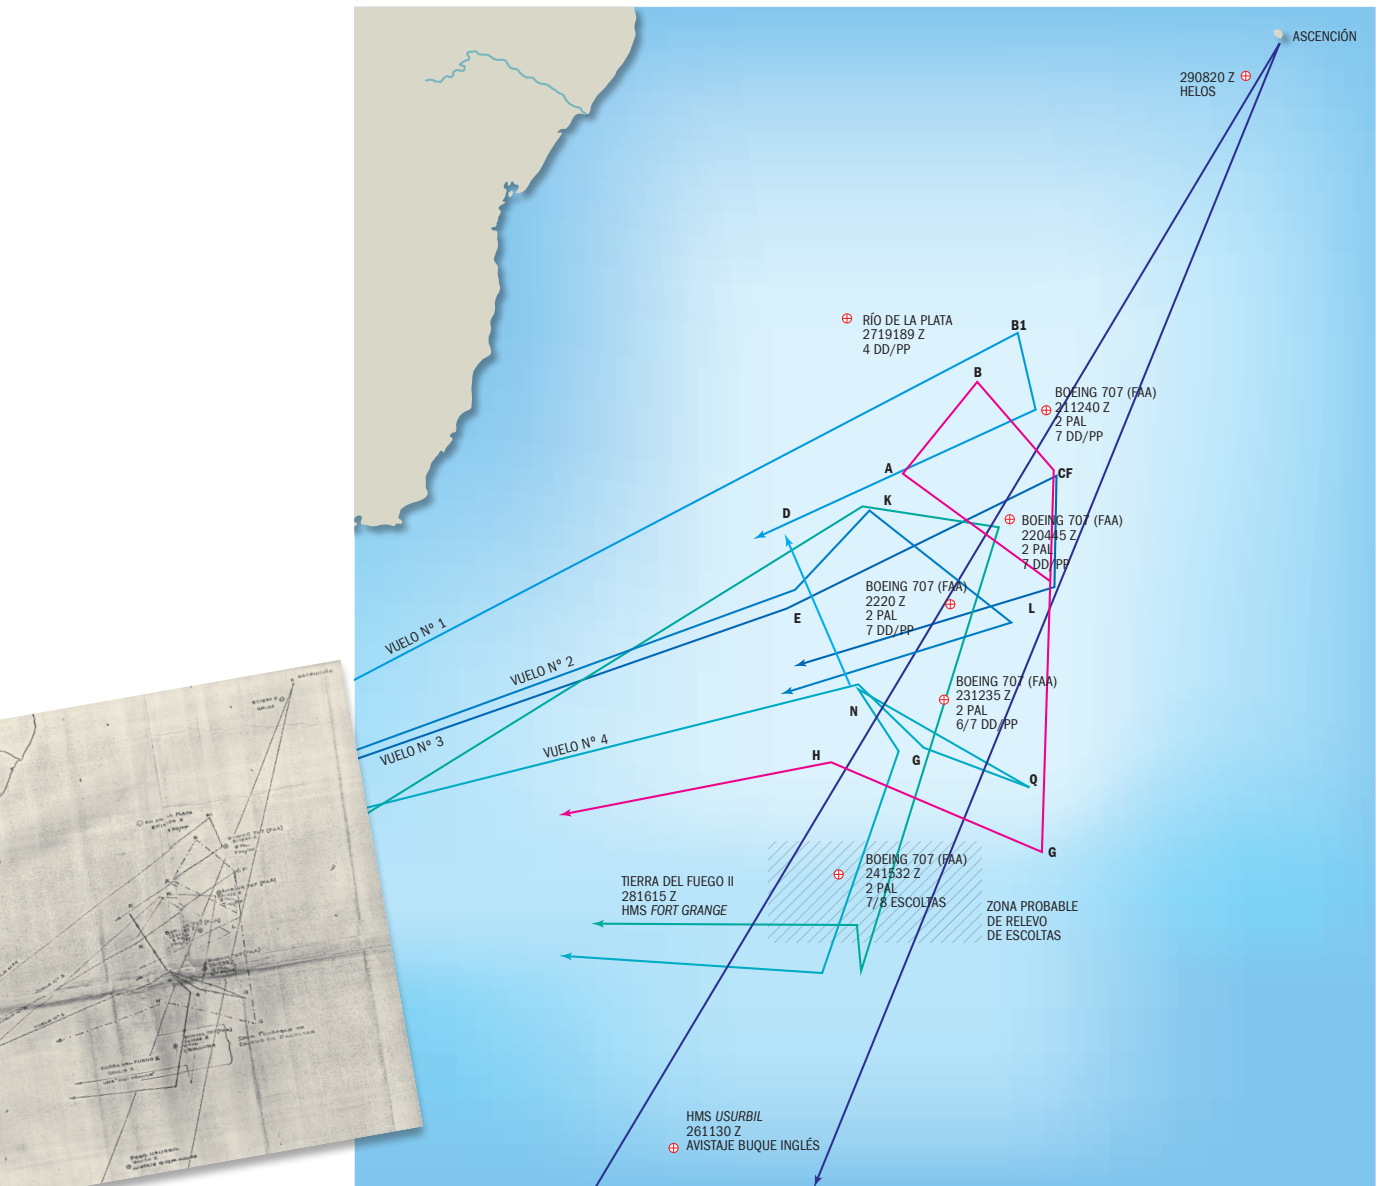 ASCENCIÓN
290820 Z
HELOS
RÍO DE LA PLATA
2719189 Z
4 DD/PP
B1
B
BOEING 707 (FAA)
211240 Z
2 PAL
7 DD/PP
A
CF
K
D
BOEING 707 (FAA)
220445 Z
2 PAL
7 DD/PP
BOEING 707 (FAA)
2220 Z
2 PAL
7 DD/PP
L
E
VUELO Nº 1
VUELO Nº 2
VUELO Nº 3
VUELO Nº 4
BOEING 707 (FAA)
231235 Z
2 PAL
6/7 DD/PP
N
H
G
Q
G
BOEING 707 (FAA)
241532 Z
2 PAL
7/8 ESCOLTAS
TIERRA DEL FUEGO II
281615 Z
HMS FORT GRANGE
ZONA PROBABLE
DE RELEVO
DE ESCOLTAS
HMS USURBIL
261130 Z
AVISTAJE BUQUE INGLÉS